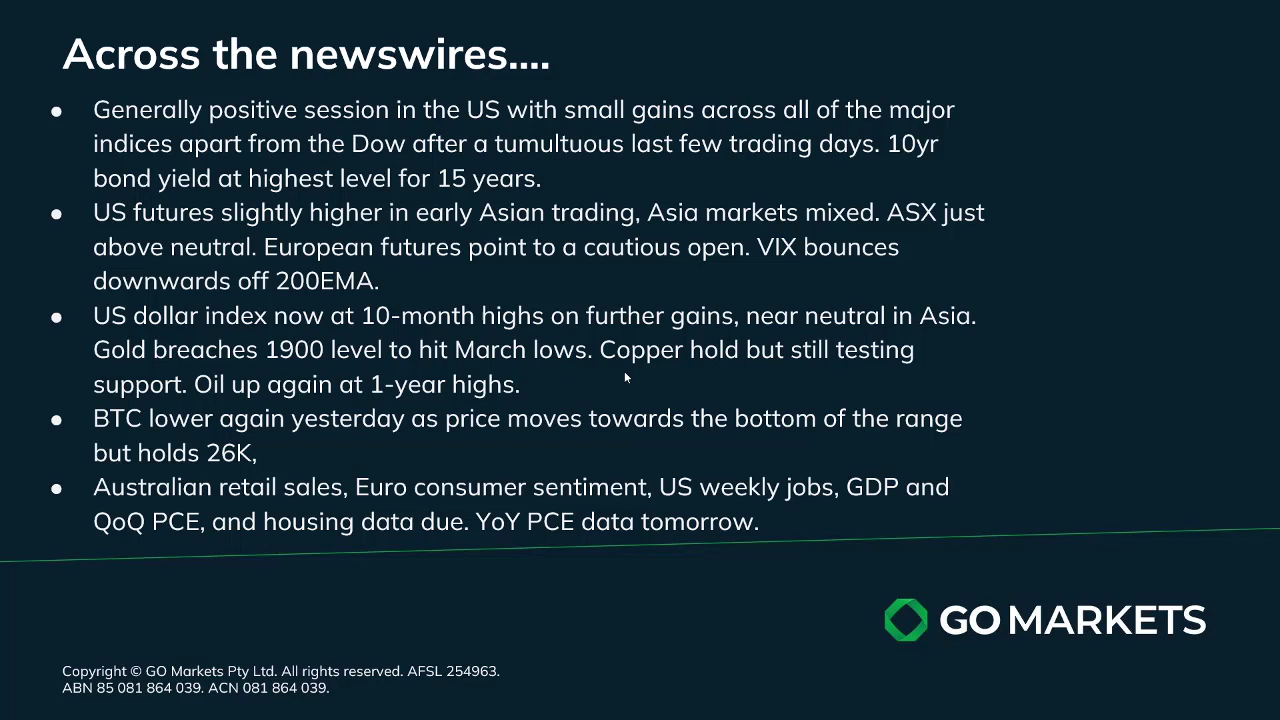 Across the newswires....
● Generally positive session in the US with small gains across all of the major
indices apart from the Dow after a tumultuous last few trading days. 10yr
bond yield at highest level for 15 years.
● US futures slightly higher in early Asian trading, Asia markets mixed. ASX just
above neutral. European futures point to a cautious open. VIX bounces
downwards off 200EMA.
● US dollar index now at 10-month highs on further gains, near neutral in Asia.
Gold breaches 1900 level to hit March lows. Copper hold but still testing
support. Oil up again at 1-year highs.
● BTC lower again yesterday as price moves towards the bottom of the range
but holds 26K,
● Australian retail sales, Euro consumer sentiment, US weekly jobs, GDP and
QoQ PCE, and housing data due. YoY PCE data tomorrow.
GO MARKETS
Copyright © GO Markets Pty Ltd. All rights reserved. AFSL 254963.
ABN 85 081 864 039. ACN 081 864 039.